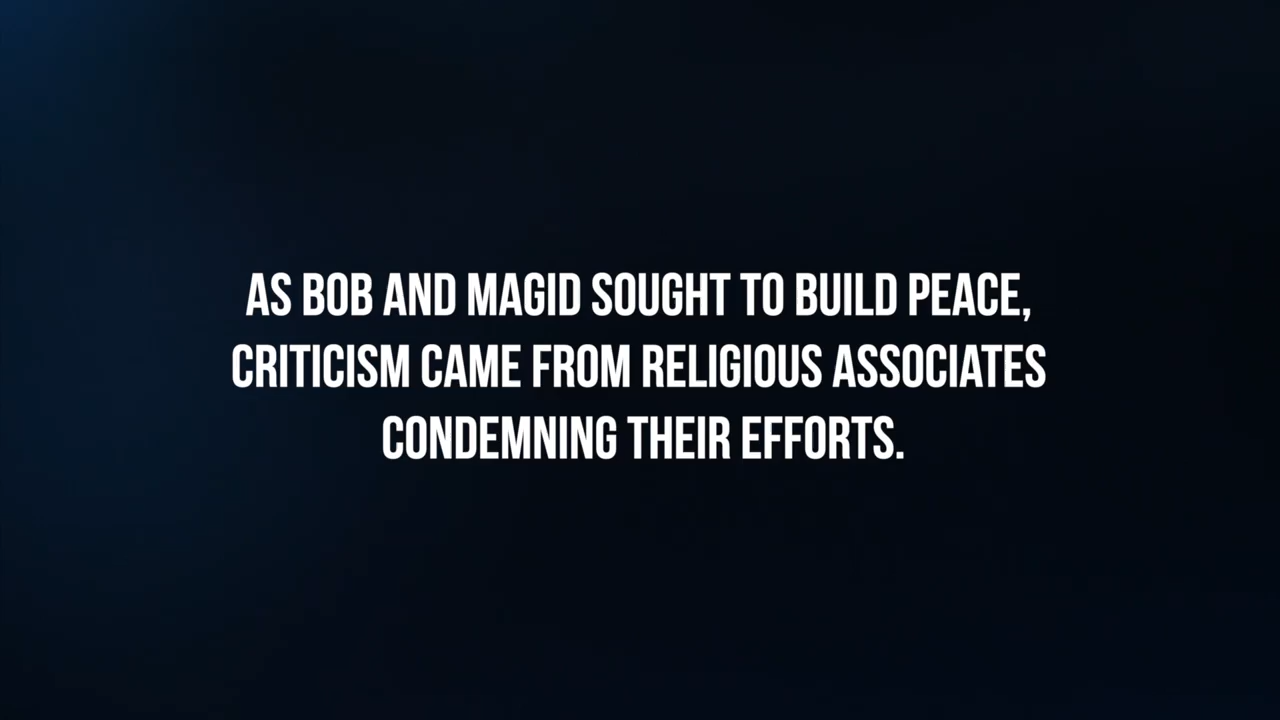 AS BOB AND MAGID SOUGHT TO BUILD PEACE,
CRITICISM CAME FROM RELIGIOUS ASSOCIATES
CONDEMNING THEIR EFFORTS.